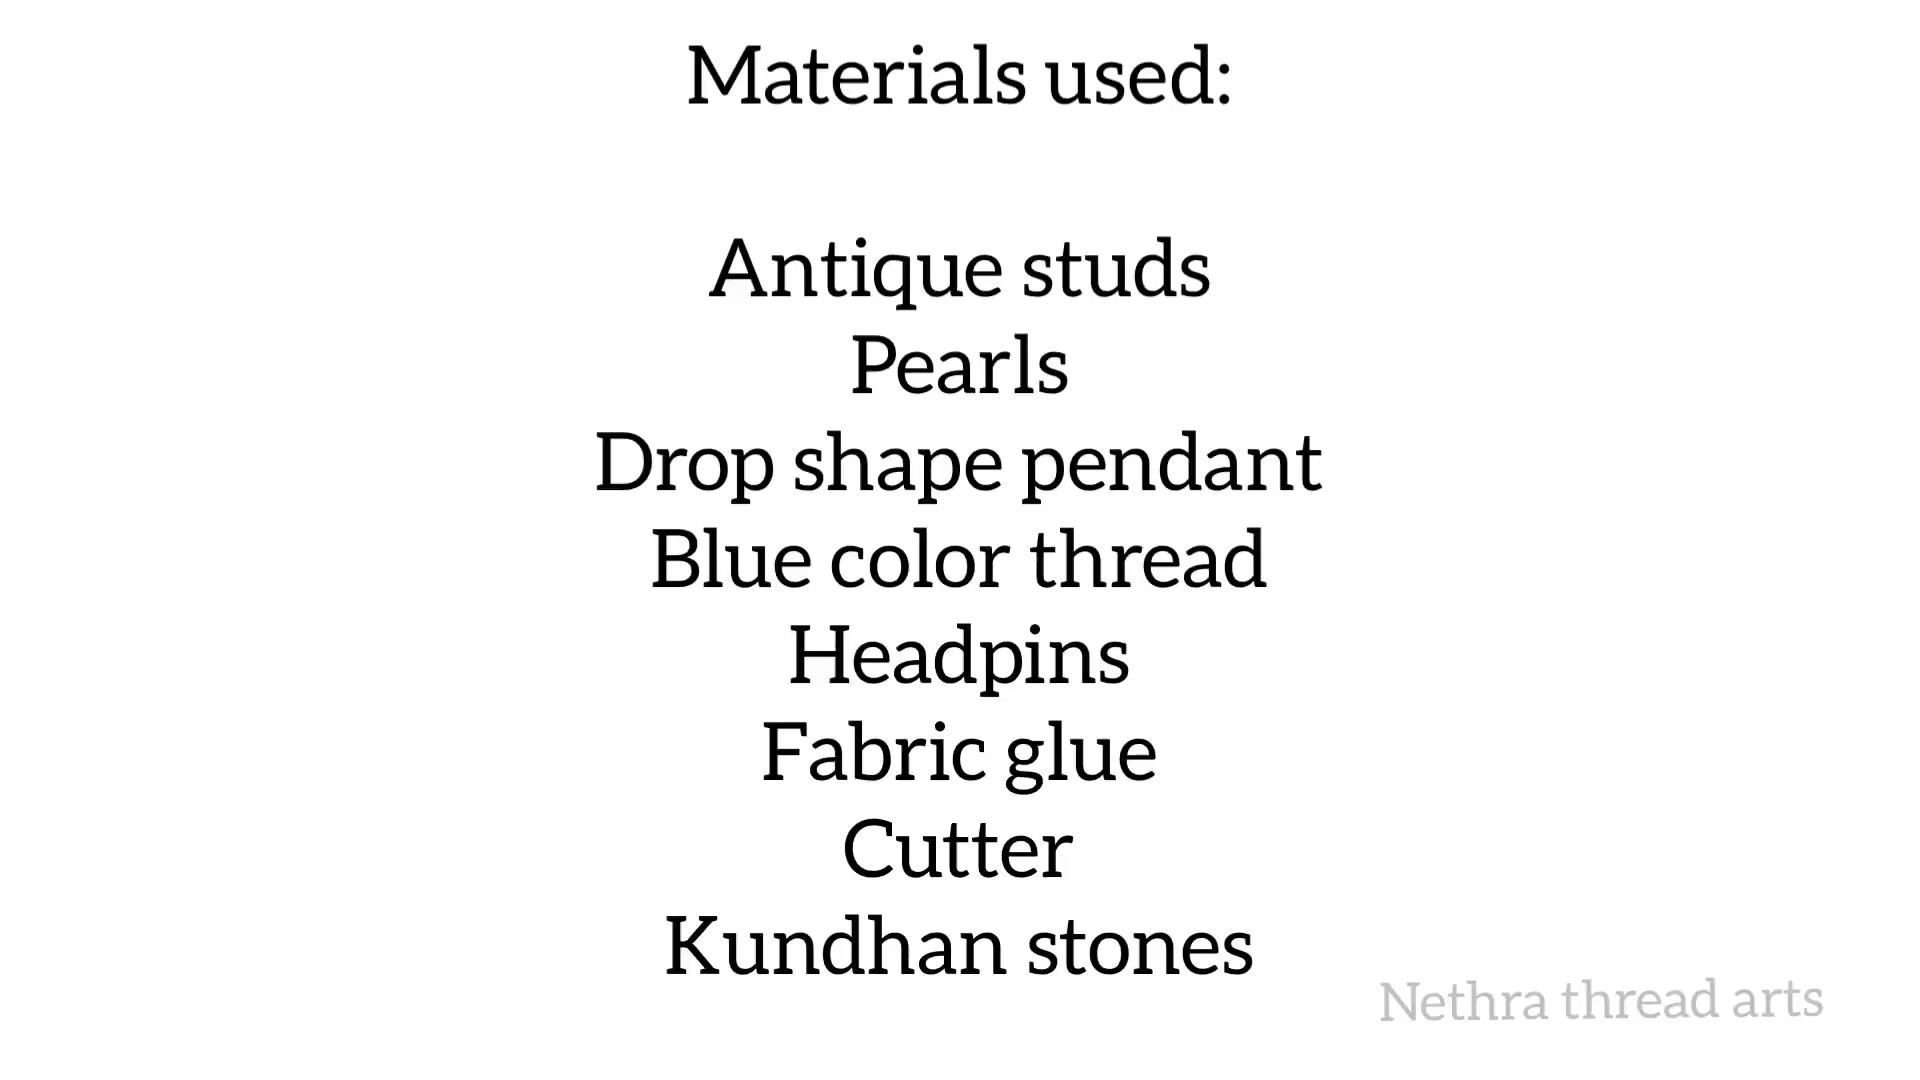 Materials used:
Antique studs
Pearls
Drop shape pendant
Blue color thread
Headpins
Fabric glue
Cutter
Kundhan stones
Nethra thread arts